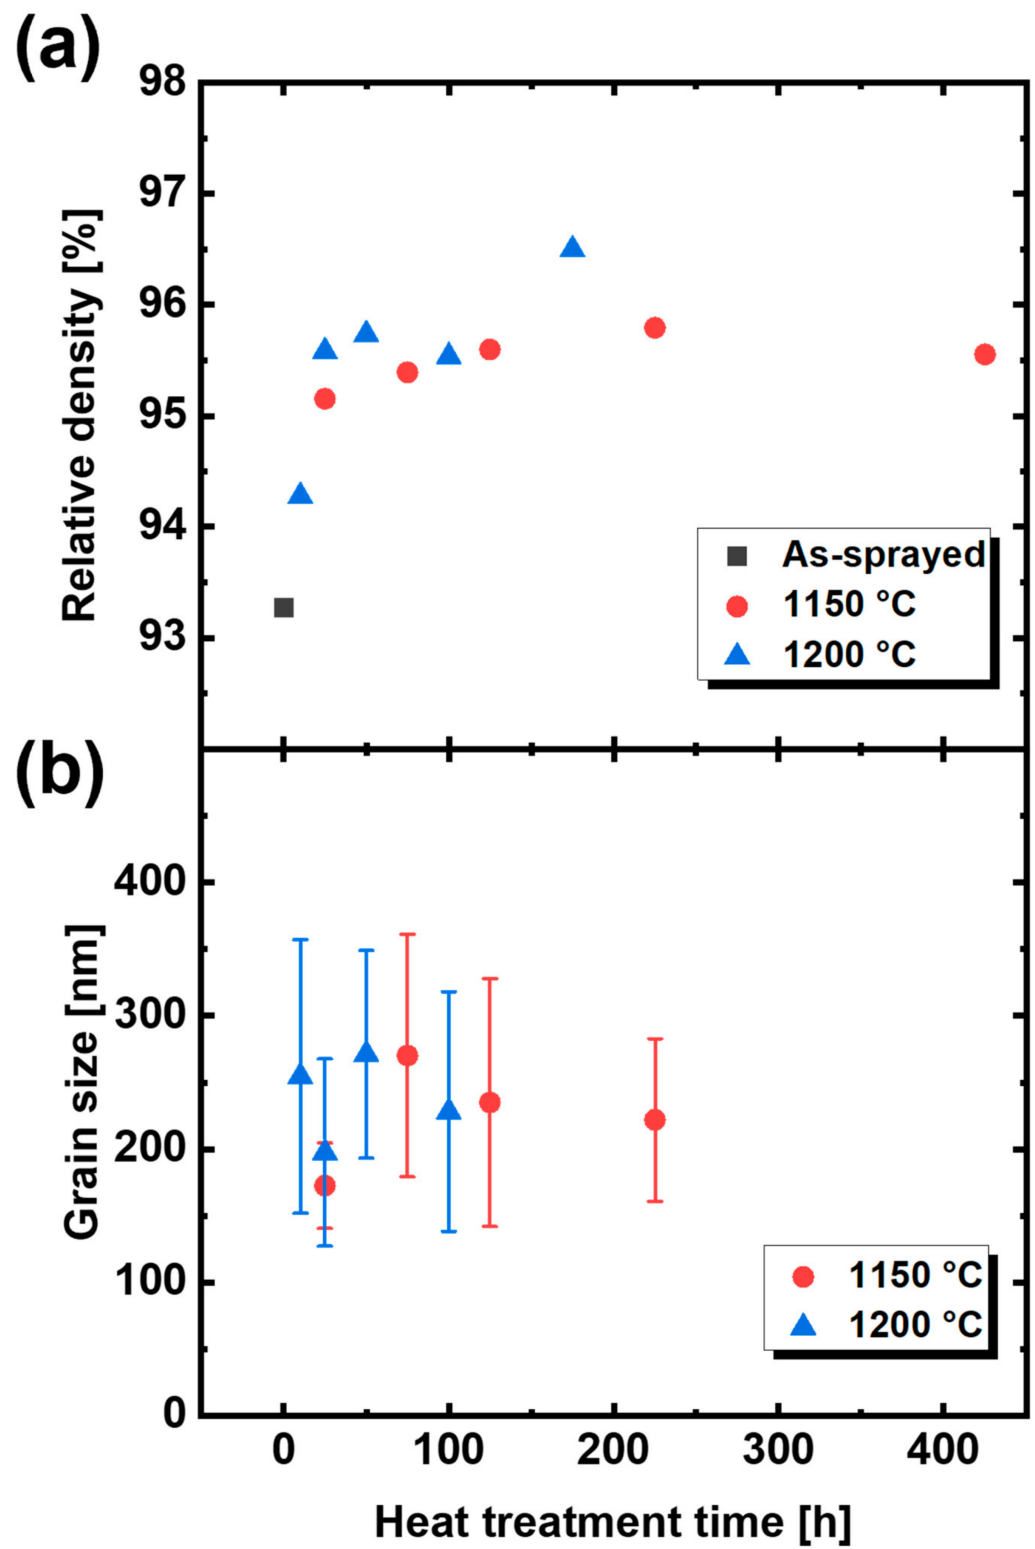 (a)
98
97
96
95
94
93
Relative density [%]
As-sprayed
1150 °C
1200 °C
(b)
400
300
200
100
0
Grain size [nm]
1150 °C
1200 °C
0 100 200 300 400
Heat treatment time [h]